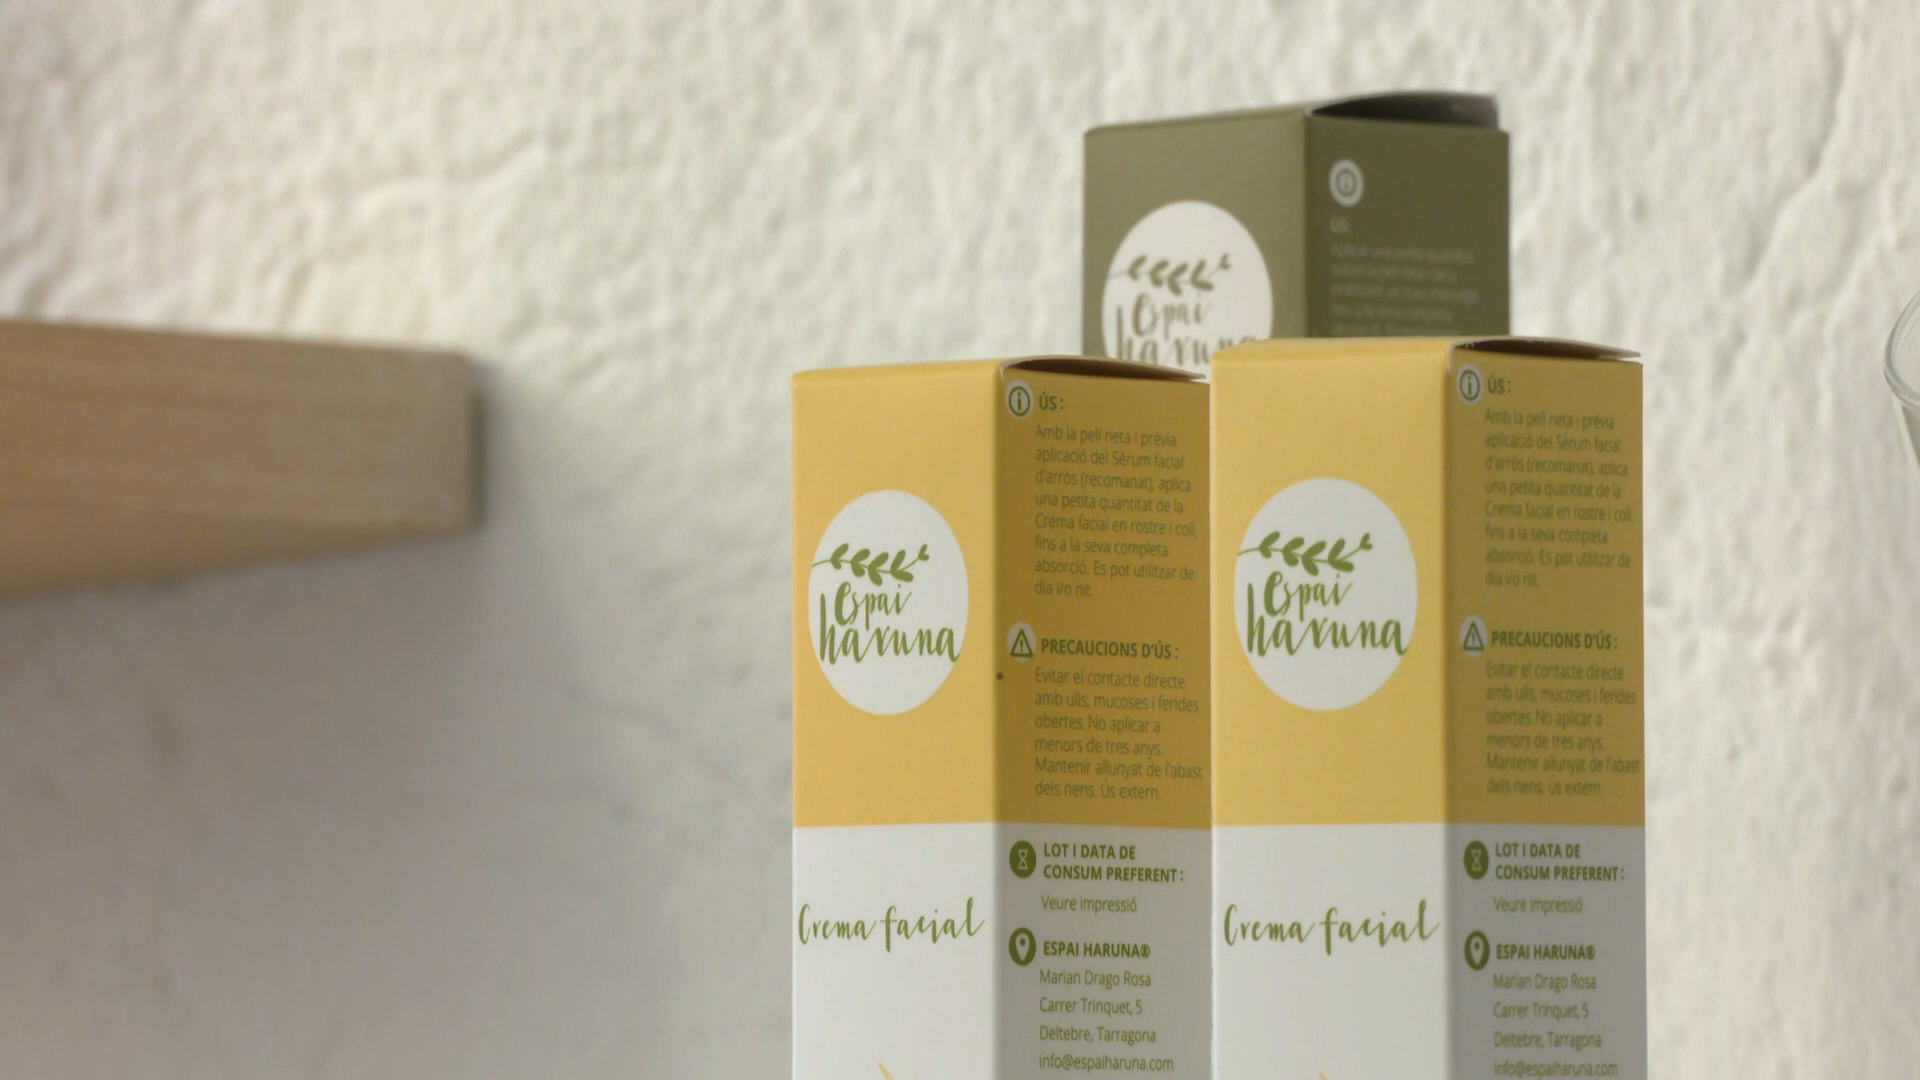 ÚS:
Espai
haruna
ÚS:
Amb la pell neta i prèvia
aplicació del Sèrum facial
d'arròs (recomanat), aplica
una petita quantitat de la
Crema facial en rostre i coll,
fins a la seva completa
absorció. Es pot utilitzar de
dia i/o nit.
Espai
haruna
PRECAUCIONS D'ÚS:
Evitar el contacte directe
amb ulls, mucoses i ferides
obertes. No aplicar a
menors de tres anys.
Mantenir allunyat de l'abast
dels nens. Ús extern.
LOT I DATA DE
CONSUM PREFERENT:
Veure impressió
Crema facial
ESPAI HARUNA®
Marian Drago Rosa
Carrer Trinquet, 5
Deltebre, Tarragona
info@espaiharuna.com
ÚS:
Amb la pell neta i prèvia
aplicació del Sèrum facial
d'arròs (recomanat), aplica
una petita quantitat de la
Crema facial en rostre i coll,
fins a la seva completa
absorció. Es pot utilitzar de
dia i/o nit.
Espai
haruna
PRECAUCIONS D'ÚS:
Evitar el contacte directe
amb ulls, mucoses i ferides
obertes. No aplicar a
menors de tres anys.
Mantenir allunyat de l'abast
dels nens. Ús extern.
LOT I DATA DE
CONSUM PREFERENT:
Veure impressió
Crema facial
ESPAI HARUNA®
Marian Drago Rosa
Carrer Trinquet, 5
Deltebre, Tarragona
info@espaiharuna.com